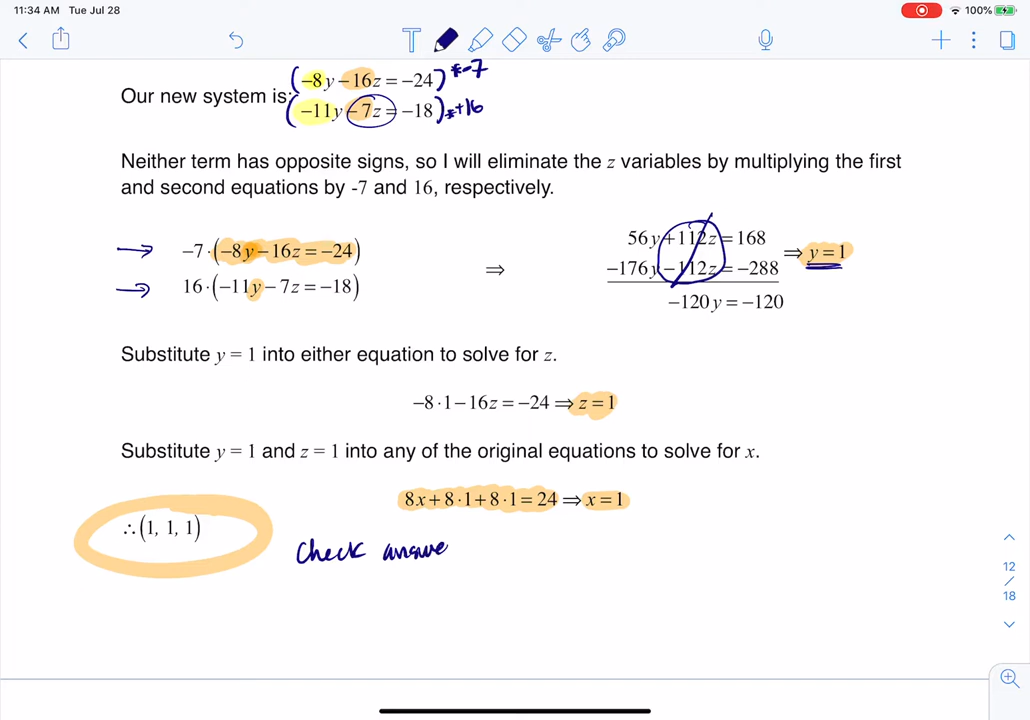 11:34 AM Tue Jul 28
100%
T
Our new system is:
(−8y−16z=−24) *−7
(−11y−7z=−18) *+16
Neither term has opposite signs, so I will eliminate the z variables by multiplying the first
and second equations by -7 and 16, respectively.
−7·(−8y−16z=−24)
16·(−11y−7z=−18)
⇒
56y+112z=168
−176y−112z=−288
−120y=−120
⇒ y=1
Substitute y = 1 into either equation to solve for z.
−8·1−16z=−24⇒z=1
Substitute y = 1 and z = 1 into any of the original equations to solve for x.
8x+8·1+8·1=24⇒x=1
∴(1, 1, 1)
Check answe
12
/
18